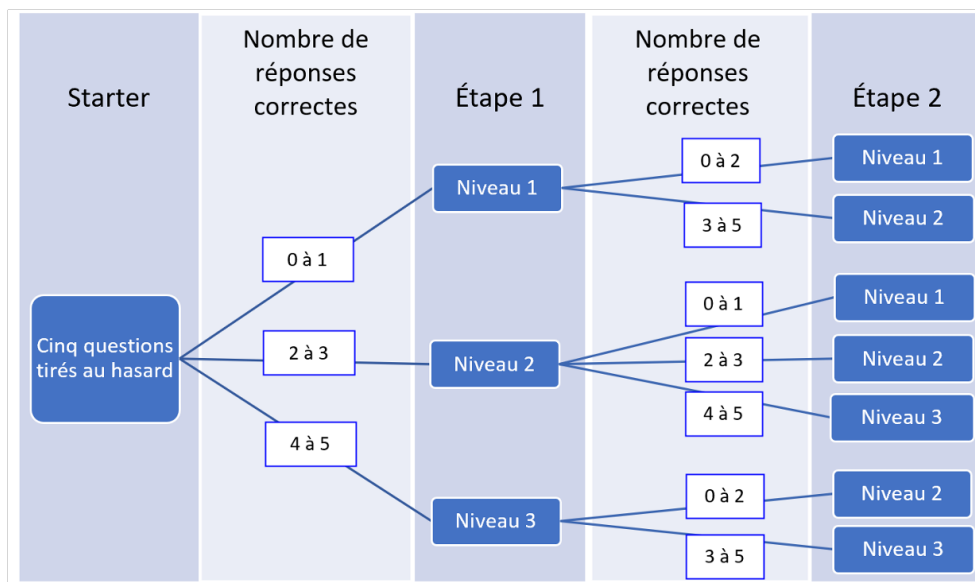 Starter
Nombre de
réponses
correctes
Étape 1
Nombre de
réponses
correctes
Étape 2
Cinq questions
tirés au hasard
0 à 1
2 à 3
4 à 5
Niveau 1
Niveau 2
Niveau 3
0 à 2
3 à 5
0 à 1
2 à 3
4 à 5
0 à 2
3 à 5
Niveau 1
Niveau 2
Niveau 1
Niveau 2
Niveau 3
Niveau 2
Niveau 3